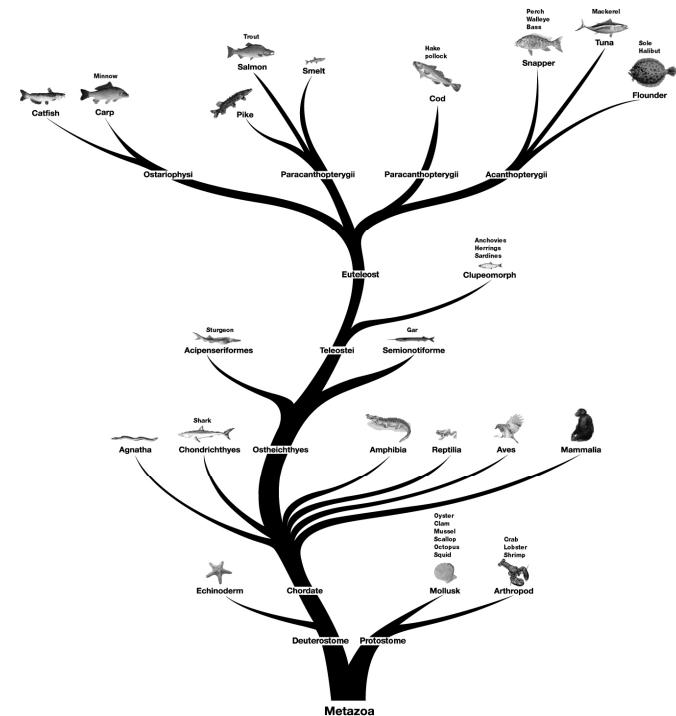 Perch
Walleye
Bass
Mackerel
Tuna
Trout
Salmon
Smelt
Hake
pollock
Cod
Snapper
Sole
Halibut
Flounder
Minnow
Catfish
Carp
Pike
Ostariophysi
Paracanthopterygii
Paracanthopterygii
Acanthopterygii
Anchovies
Herrings
Sardines
Euteleost
Clupeomorph
Sturgeon
Acipenseriformes
Teleostei
Gar
Semionotiforme
Shark
Agnatha
Chondrichthyes
Ostheichthyes
Amphibia
Reptilia
Aves
Mammalia
Oyster
Clam
Mussel
Scallop
Octopus
Squid
Crab
Lobster
Shrimp
Echinoderm
Chordate
Mollusk
Arthropod
Deuterostome
Protostome
Metazoa